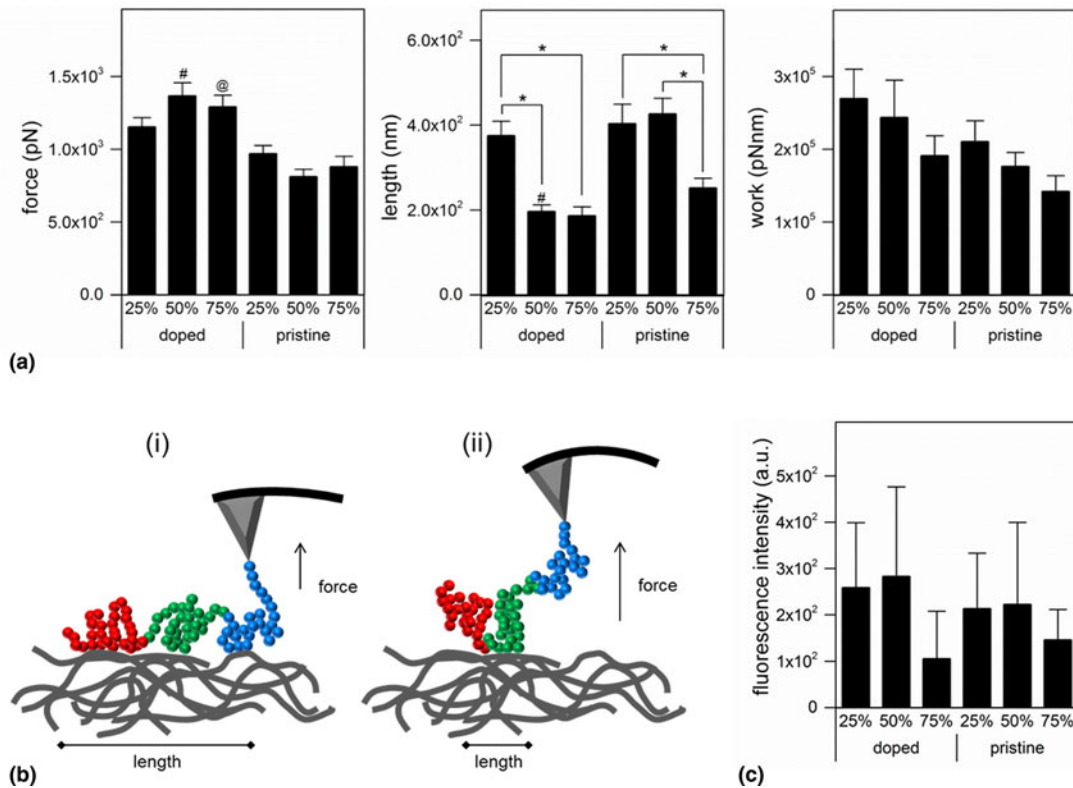 force (pN)
1.5x10³
1.0x10³
5.0x10²
0.0
#
@
25% 50% 75% 25% 50% 75%
doped pristine
length (nm)
6.0x10²
4.0x10²
2.0x10²
0.0
*
*
#
*
*
25% 50% 75% 25% 50% 75%
doped pristine
work (pNnm)
3x10⁵
2x10⁵
1x10⁵
0
25% 50% 75% 25% 50% 75%
doped pristine
(a)
(i)
force
length
(ii)
force
length
(b)
fluorescence intensity (a.u.)
5x10²
4x10²
3x10²
2x10²
1x10²
0
25% 50% 75% 25% 50% 75%
doped pristine
(c)